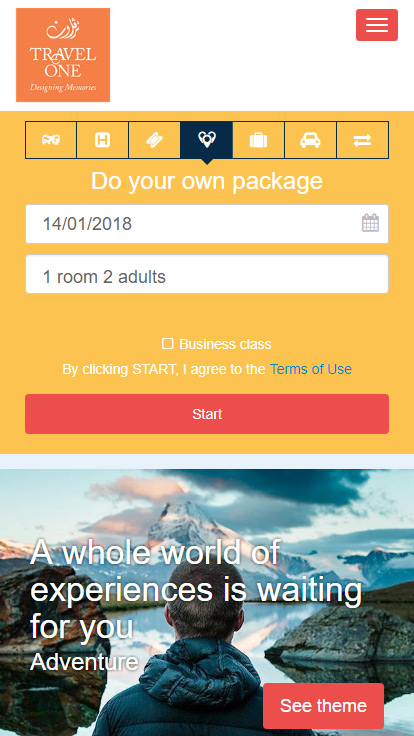 TRAVEL
ONE
Designing Memories
Do your own package
14/01/2018
1 room 2 adults
Business class
By clicking START, I agree to the Terms of Use
Start
A whole world of
experiences is waiting
for you
Adventure
See theme